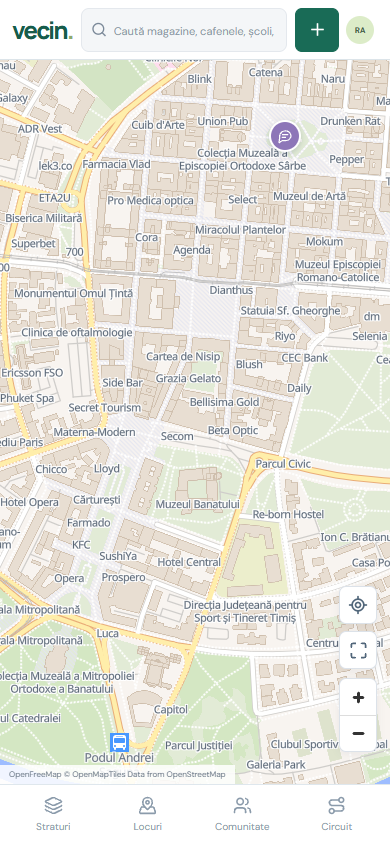 vecin.
Caută magazine, cafenele, școli,
RA
Catena
Blink
Naru
Galaxy
Cuib d'Arte
Union Pub
Drunken Rat
ADR Vest
Colecția Muzeală a
Episcopiei Ortodoxe Sârbe
Pepper
lek3.co
Farmacia Vlad
ETA2U
Pro Medica optica
Select
Muzeul de Artă
Biserica Militară
Miracolul Plantelor
Superbet
Cora
Agenda
Mokum
700
Muzeul Episcopiei
Romano-Catolice
Monumentul Omul Țintă
Dianthus
Statuia Sf. Gheorghe
dm
Clinica de oftalmologie
Riyo
Selenia
Cartea de Nisip
CEC Bank
Blush
Ericsson FSO
Side Bar
Grazia Gelato
Daily
Phuket Spa
Secret Tourism
Bellisima Gold
Materna-Modern
Secom
Beta Optic
Chicco
Lloyd
Parcul Civic
Hotel Opera
Cărturești
Muzeul Banatului
Re-born Hostel
Farmado
Ion C. Brătianu
KFC
SushiYa
Hotel Central
Casa Po
Opera
Prospero
Direcția Județeană pentru
Sport și Tineret Timiș
ala Mitropolitană
Luca
Centru
ala Mitropolitană
olecția Muzeală a Mitropoliei
Ortodoxe a Banatului
Capitol
ul Catedralei
Parcul Justiției
Clubul Sportiv
Podul Andrei
Galeria Park
OpenFreeMap © OpenMapTiles Data from OpenStreetMap
Straturi
Locuri
Comunitate
Circuit